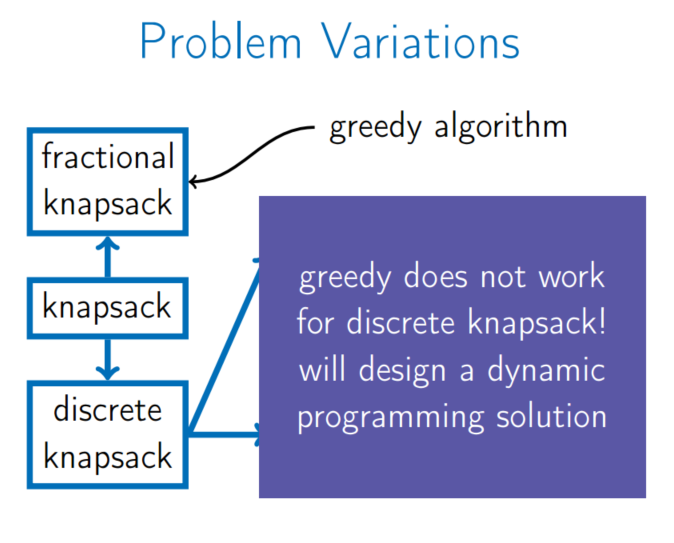 Problem Variations
greedy algorithm
fractional
knapsack
knapsack
discrete
knapsack
greedy does not work
for discrete knapsack!
will design a dynamic
programming solution